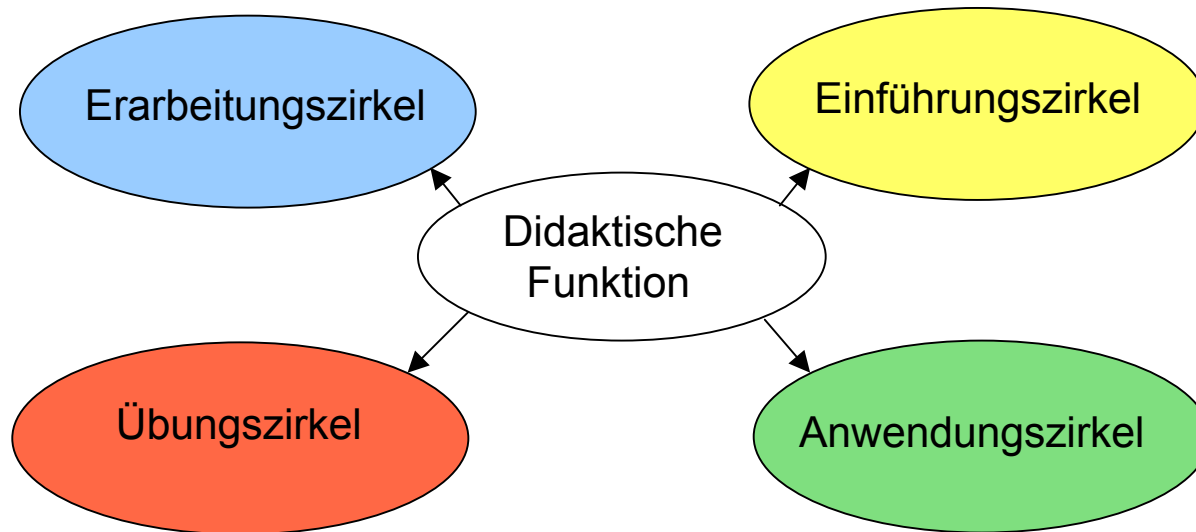 Erarbeitungszirkel
Einführungszirkel
Didaktische
Funktion
Übungszirkel
Anwendungszirkel